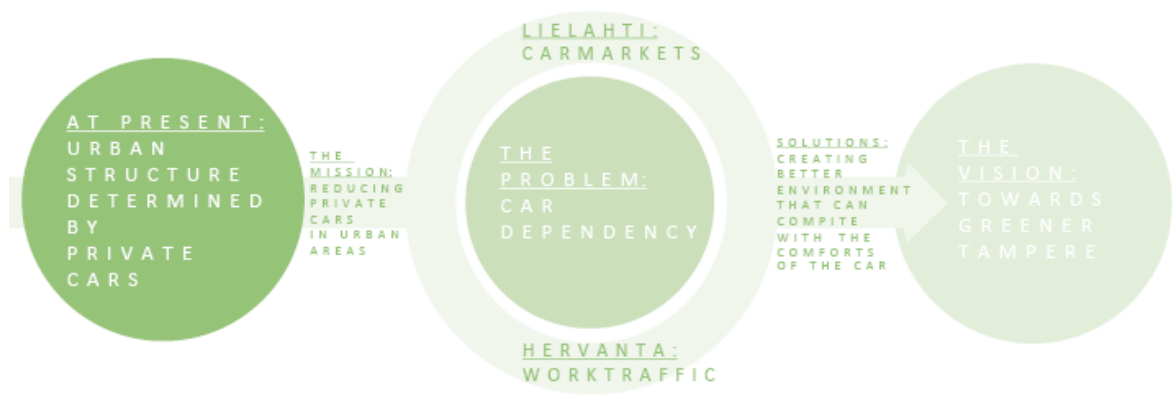 AT PRESENT:
URBAN
STRUCTURE
DETERMINED
BY
PRIVATE
CARS
THE
MISSION:
REDUCING
PRIVATE
CARS
IN URBAN
AREAS
LIELAHTI:
CARMARKETS
THE
PROBLEM:
CAR
DEPENDENCY
HERVANTA:
WORKTRAFFIC
SOLUTIONS:
CREATING
BETTER
ENVIRONMENT
THAT CAN
COMPITE
WITH THE
COMFORTS
OF THE CAR
THE
VISION:
TOWARDS
GREENER
TAMPERE